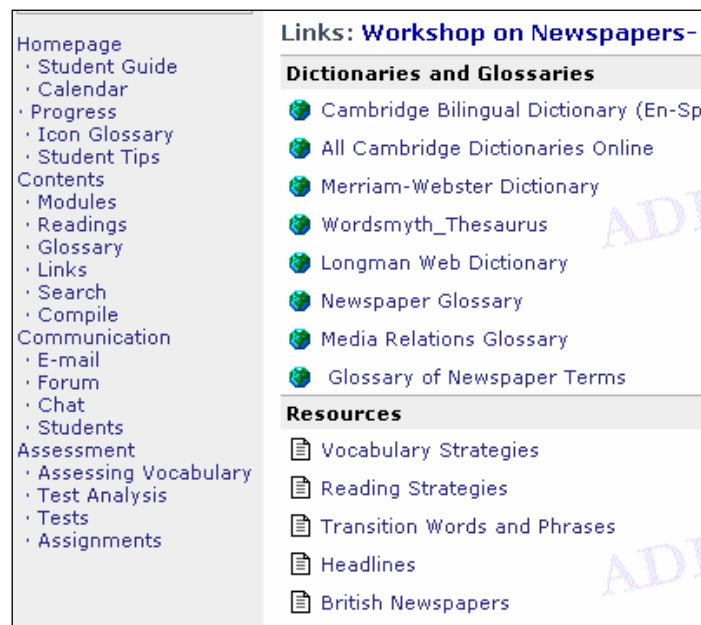 Homepage
· Student Guide
· Calendar
· Progress
· Icon Glossary
· Student Tips
Contents
· Modules
· Readings
· Glossary
· Links
· Search
· Compile
Communication
· E-mail
· Forum
· Chat
· Students
Assessment
· Assessing Vocabulary
· Test Analysis
· Tests
· Assignments
Links: Workshop on Newspapers-
Dictionaries and Glossaries
Cambridge Bilingual Dictionary (En-Sp
All Cambridge Dictionaries Online
Merriam-Webster Dictionary
Wordsmyth_Thesaurus
Longman Web Dictionary
Newspaper Glossary
Media Relations Glossary
Glossary of Newspaper Terms
Resources
Vocabulary Strategies
Reading Strategies
Transition Words and Phrases
Headlines
British Newspapers